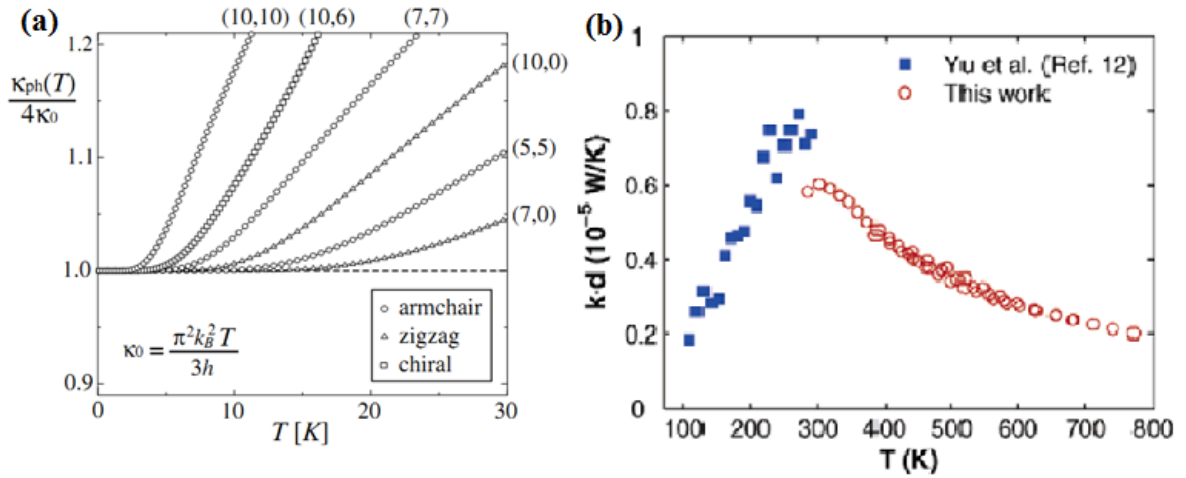 (a)
(10,10) (10,6) (7,7)
(10,0)
(5,5)
(7,0)
κph(T)
4κ0
1.2
1.1
1.0
0.9
κ0 = π²k_B²T
3h
armchair
zigzag
chiral
0 10 20 30
T [K]
(b)
Yiu et al. (Ref. 12)
This work
k·d (10⁻⁵ W/K)
1
0.8
0.6
0.4
0.2
0
100 200 300 400 500 600 700 800
T (K)